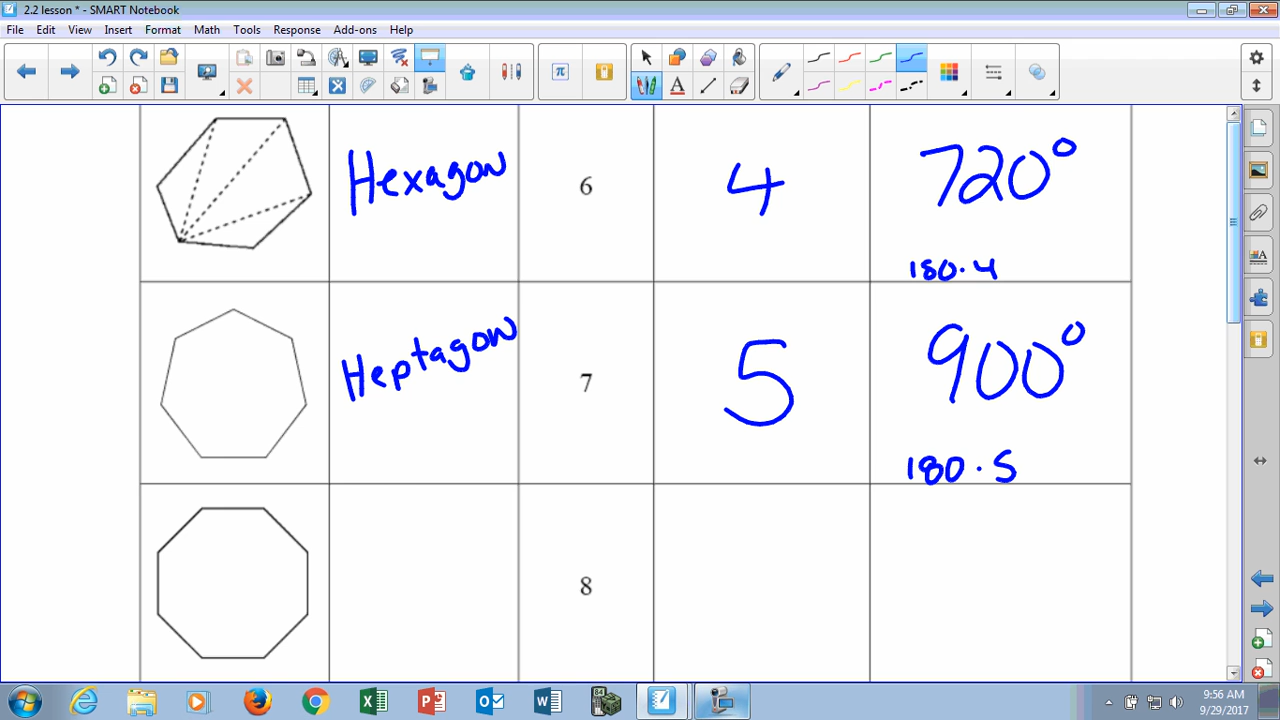 2.2 lesson * - SMART Notebook
File Edit View Insert Format Math Tools Response Add-ons Help
Hexagon 6 4 720°
180·4
Heptagon 7 5 900°
180·5
8
9:56 AM
9/29/2017